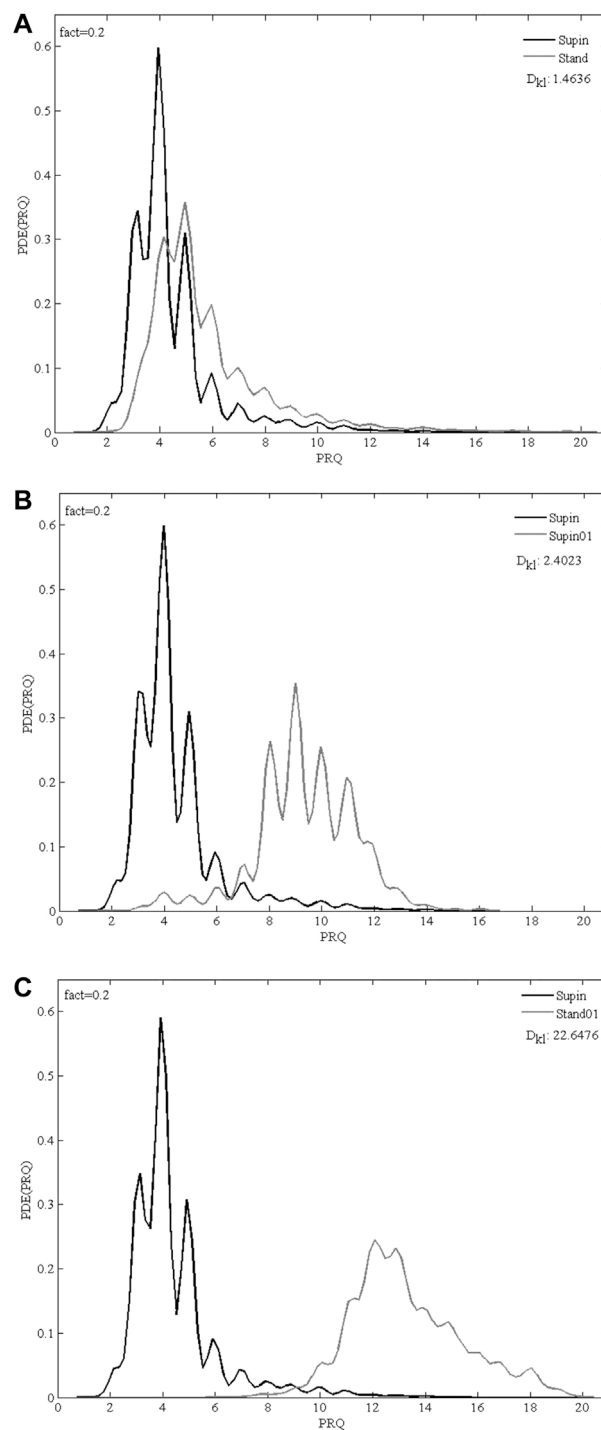 A
fact=0.2
Supin
Stand
Dkl: 1.4636
0.6
0.5
0.4
0.3
0.2
0.1
0
PDE(PRQ)
0 2 4 6 8 10 12 14 16 18 20
PRQ
B
fact=0.2
Supin
Supin01
Dkl: 2.4023
0.6
0.5
0.4
0.3
0.2
0.1
0
PDE(PRQ)
0 2 4 6 8 10 12 14 16 18 20
PRQ
C
fact=0.2
Supin
Stand01
Dkl: 22.6476
0.6
0.5
0.4
0.3
0.2
0.1
0
PDE(PRQ)
0 2 4 6 8 10 12 14 16 18 20
PRQ